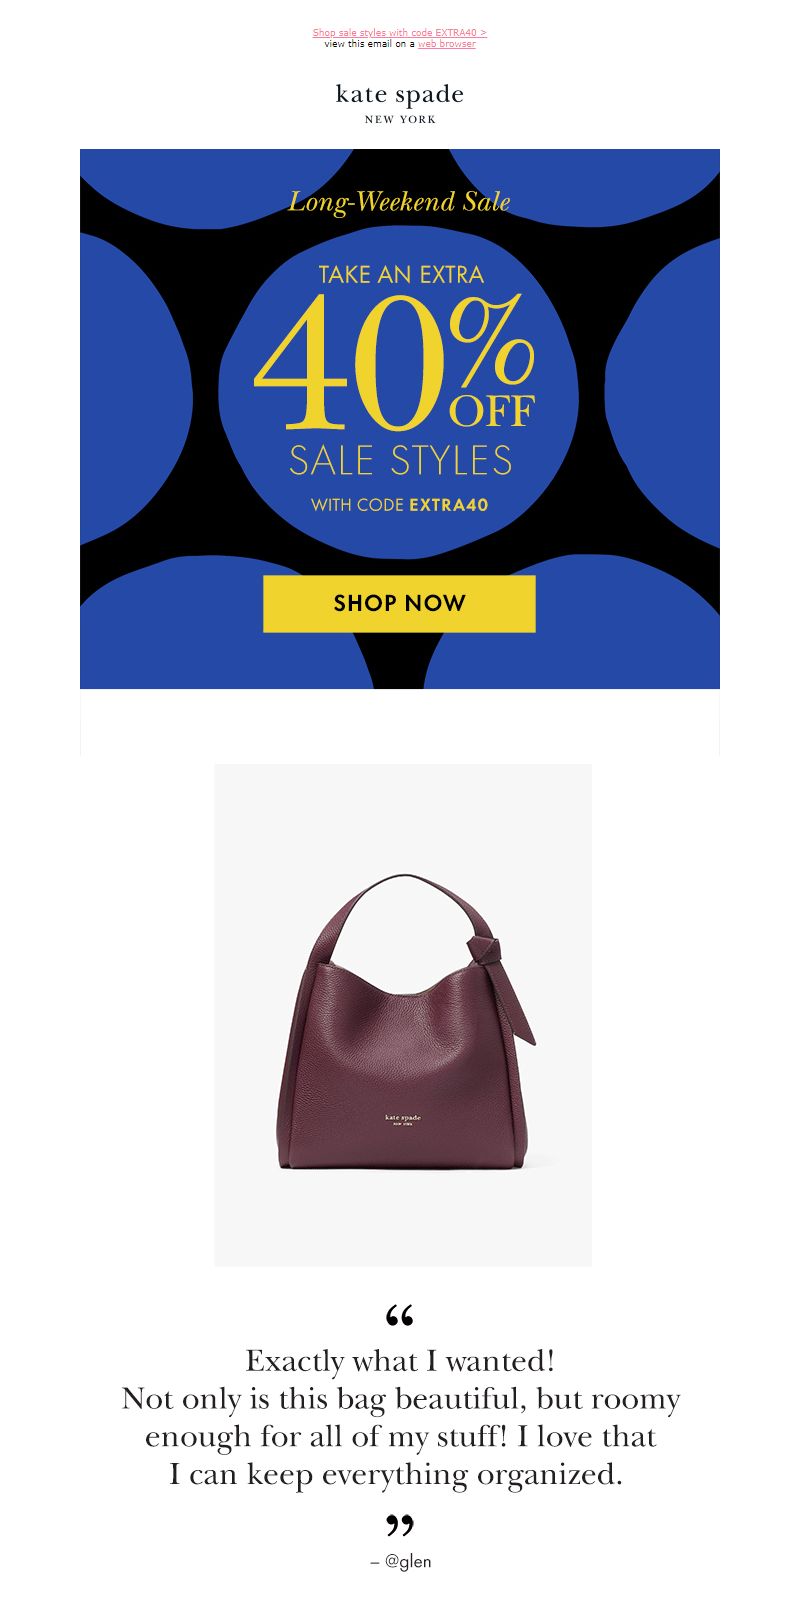 Shop sale styles with code EXTRA40 >
view this email on a web browser
kate spade
NEW YORK
Long-Weekend Sale
TAKE AN EXTRA
40%
OFF
SALE STYLES
WITH CODE EXTRA40
SHOP NOW
kate spade
NEW YORK
“
Exactly what I wanted!
Not only is this bag beautiful, but roomy
enough for all of my stuff! I love that
I can keep everything organized.
”
– @glen